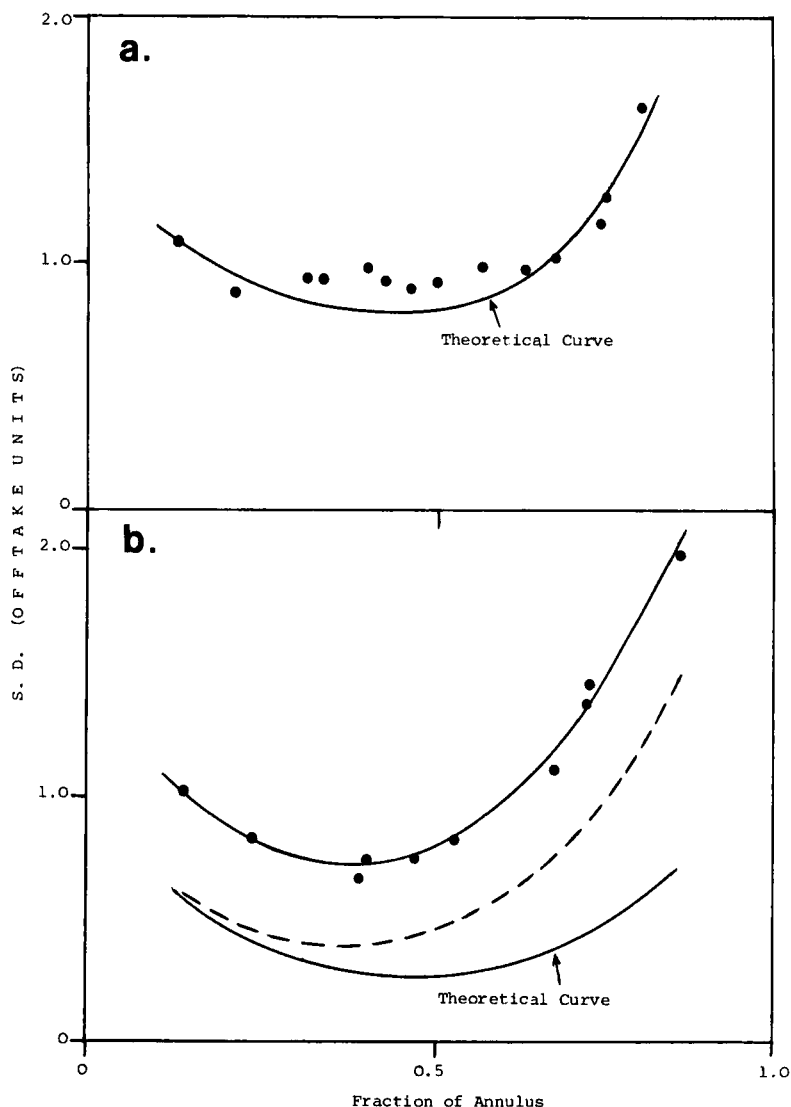 2.0
a.
1.0
Theoretical Curve
0
S. D. (OFFTAKE UNITS)
b.
2.0
1.0
Theoretical Curve
0
0
0.5
1.0
Fraction of Annulus